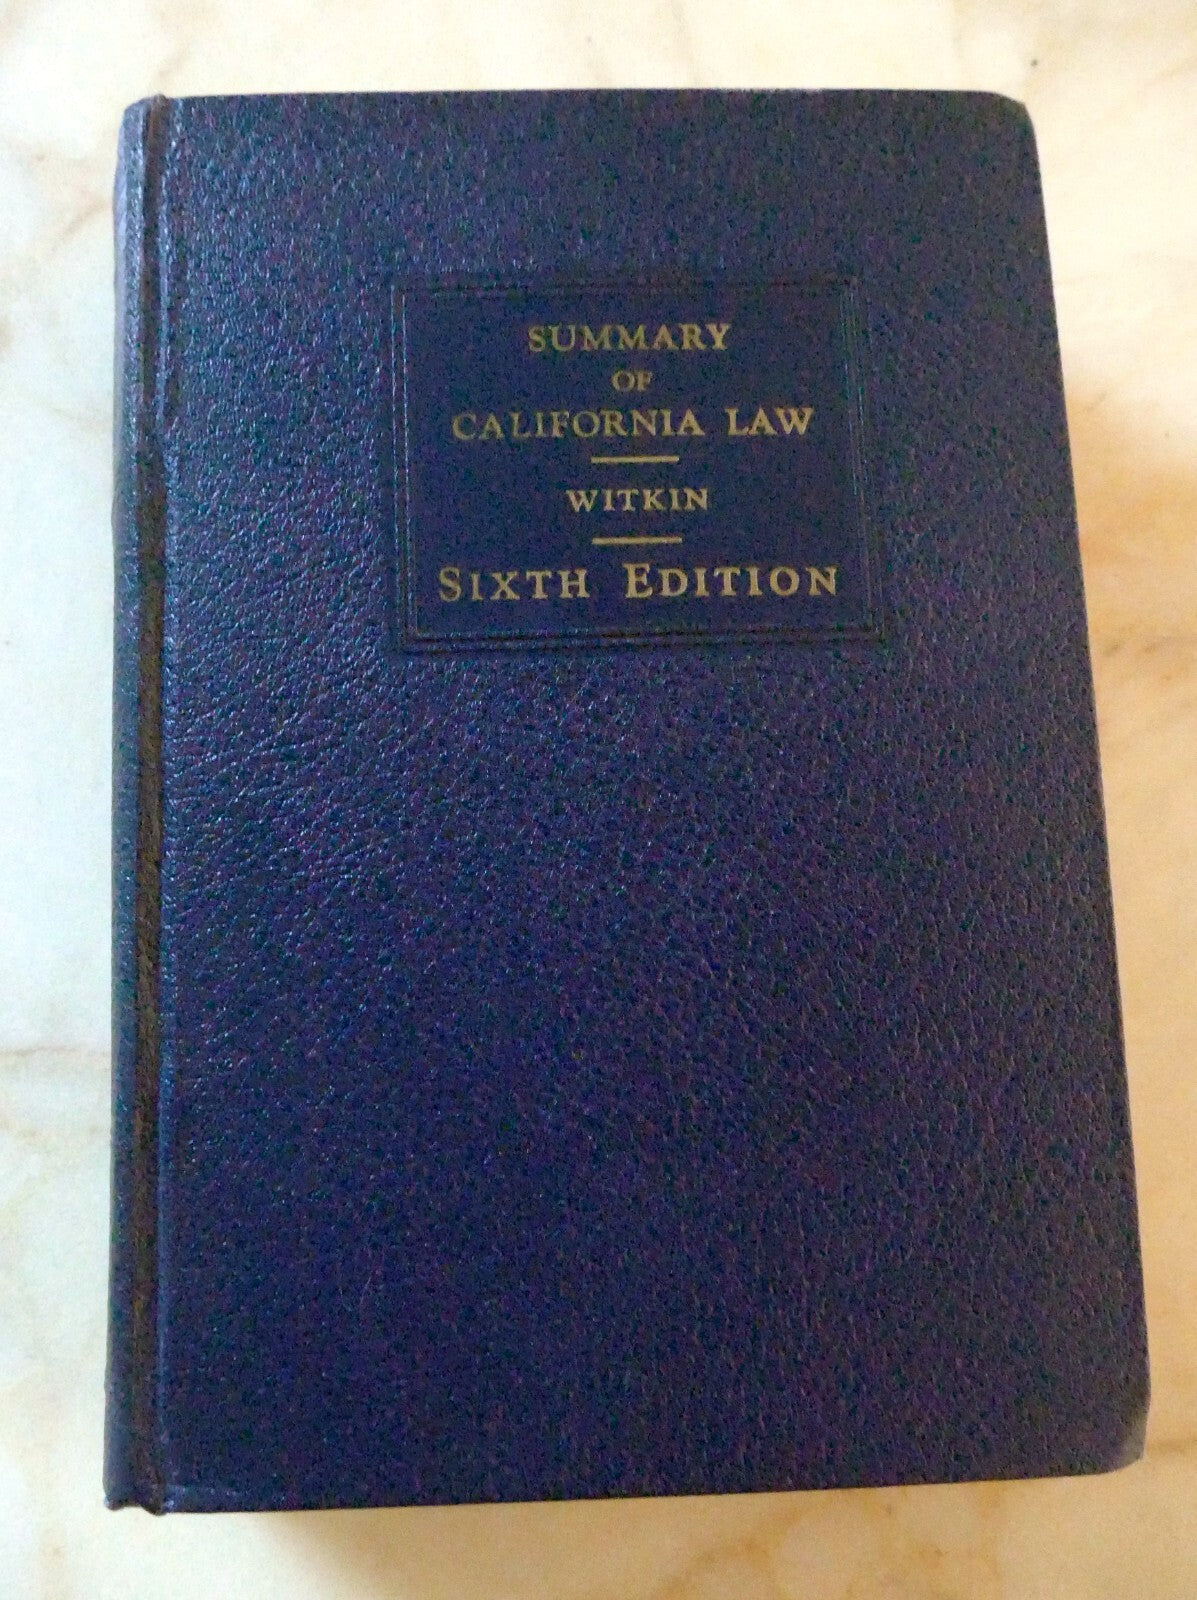 SUMMARY
OF
CALIFORNIA LAW
WITKIN
SIXTH EDITION